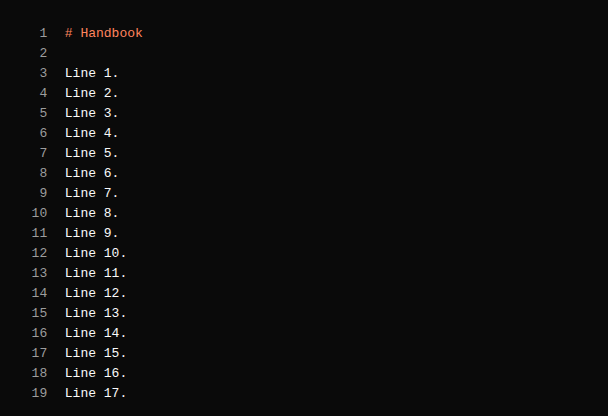 1 # Handbook
2
3 Line 1.
4 Line 2.
5 Line 3.
6 Line 4.
7 Line 5.
8 Line 6.
9 Line 7.
10 Line 8.
11 Line 9.
12 Line 10.
13 Line 11.
14 Line 12.
15 Line 13.
16 Line 14.
17 Line 15.
18 Line 16.
19 Line 17.